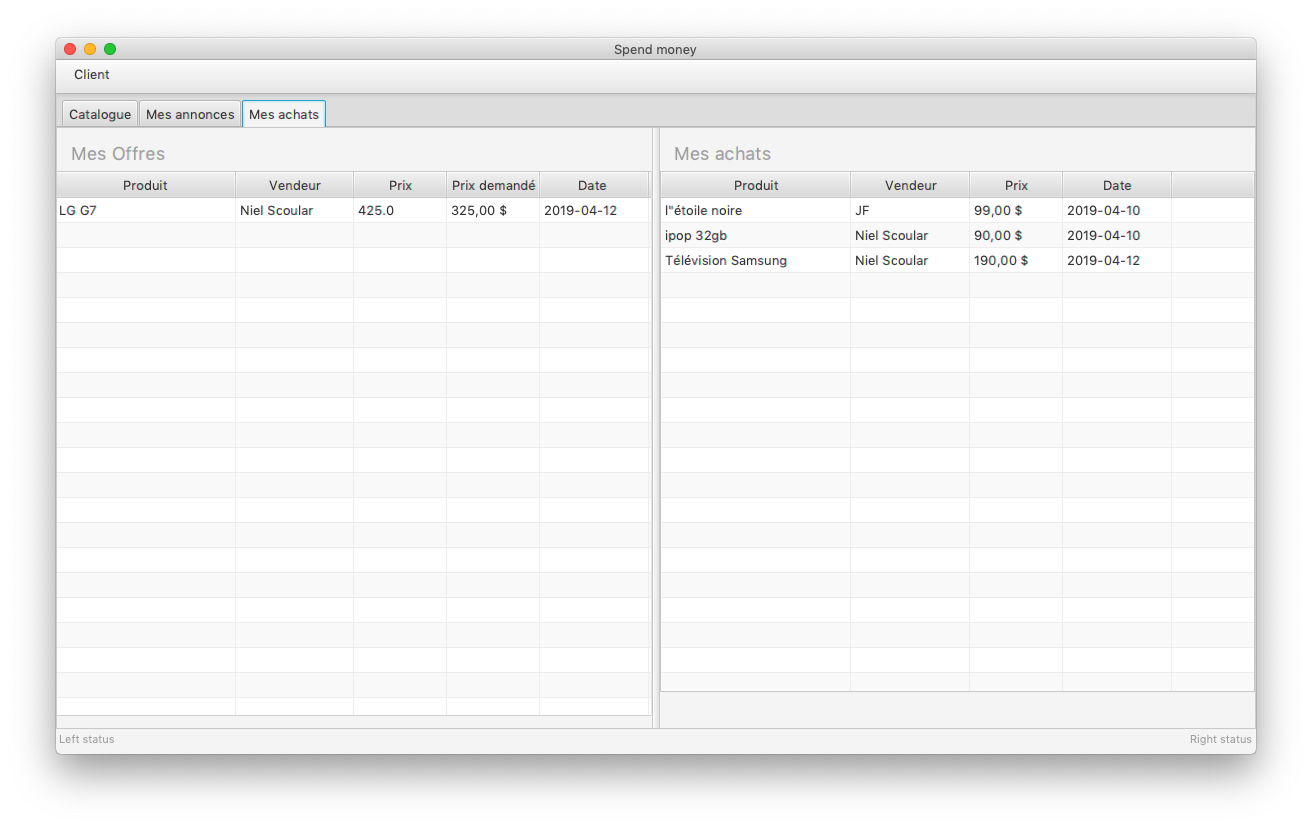 Spend money
Client
Catalogue Mes annonces Mes achats
Mes Offres
Produit Vendeur Prix Prix demandé Date
LG G7 Niel Scoular 425.0 325,00 $ 2019-04-12
Mes achats
Produit Vendeur Prix Date
l"étoile noire JF 99,00 $ 2019-04-10
ipop 32gb Niel Scoular 90,00 $ 2019-04-10
Télévision Samsung Niel Scoular 190,00 $ 2019-04-12
Left status Right status